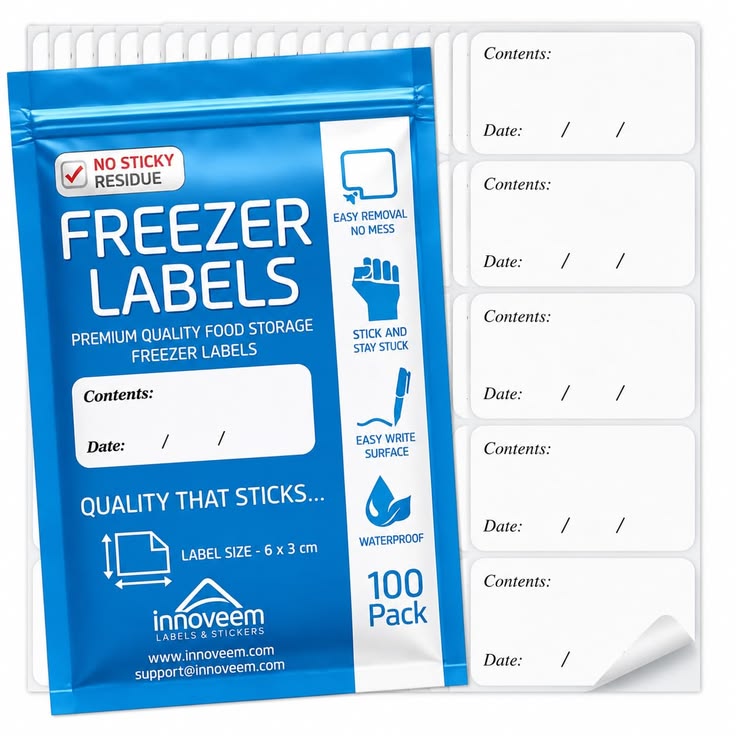 NO STICKY
RESIDUE
FREEZER
LABELS
PREMIUM QUALITY FOOD STORAGE
FREEZER LABELS
Contents:
Date: / /
QUALITY THAT STICKS...
LABEL SIZE - 6 x 3 cm
innoveem
LABELS & STICKERS
www.innoveem.com
support@innoveem.com
EASY REMOVAL
NO MESS
STICK AND
STAY STUCK
EASY WRITE
SURFACE
WATERPROOF
100
Pack
Contents:
Date: / /
Contents:
Date: / /
Contents:
Date: / /
Contents:
Date: / /
Contents:
Date: /